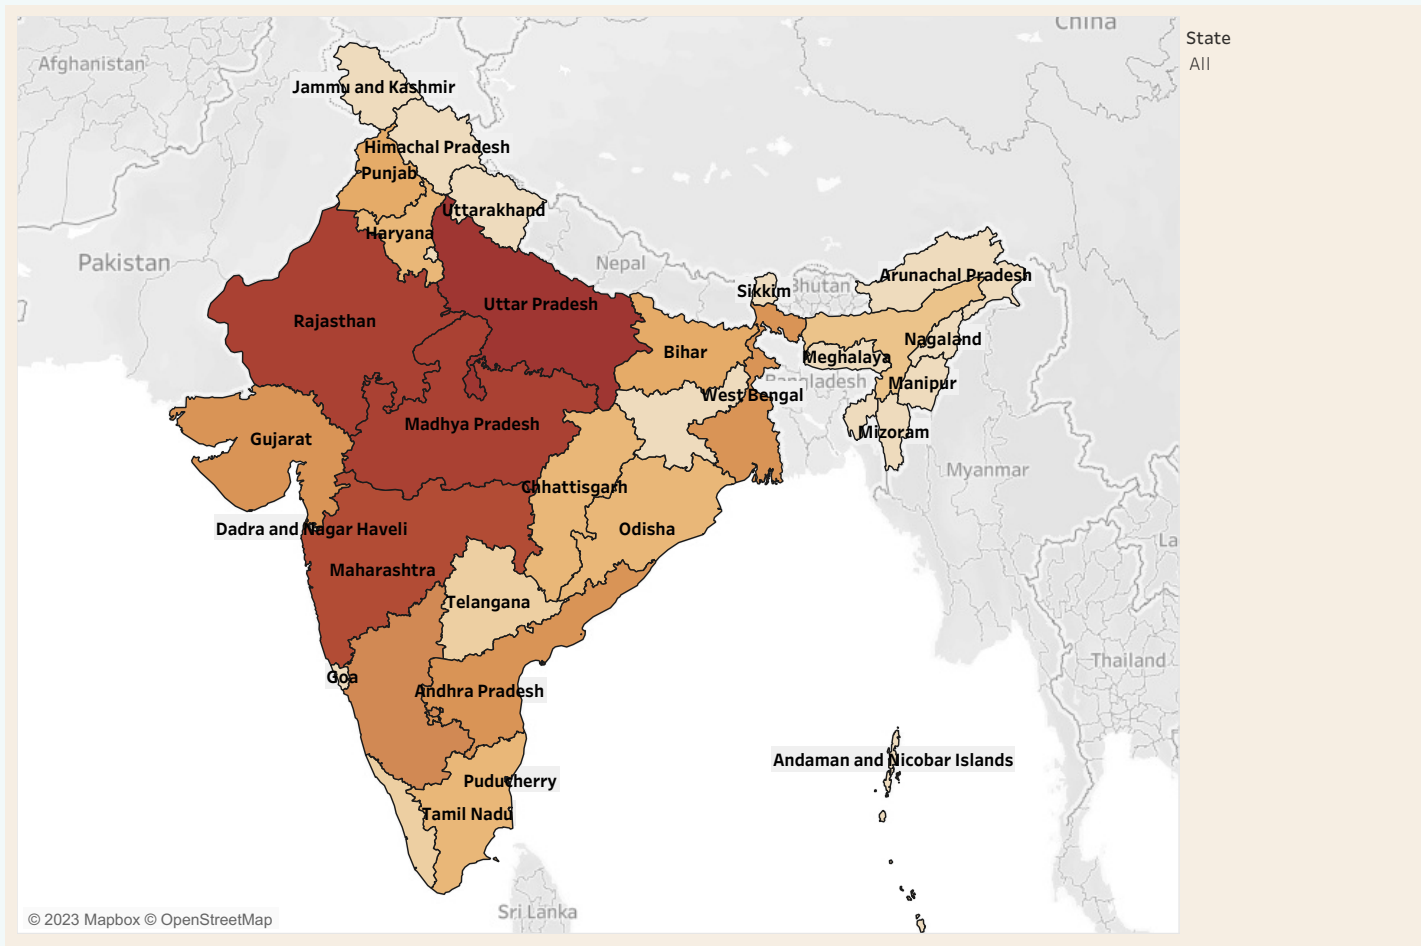 China
State
All
Afghanistan
Jammu and Kashmir
Himachal Pradesh
Punjab
Uttarakhand
Haryana
Pakistan
Nepal
Arunachal Pradesh
Bhutan
Sikkim
Uttar Pradesh
Rajasthan
Nagaland
Bihar
Meghalaya
Bangladesh
Manipur
West Bengal
Madhya Pradesh
Mizoram
Gujarat
Myanmar
Chhattisgarh
Dadra and Nagar Haveli
Odisha
La
Maharashtra
Telangana
Thailand
Goa
Andhra Pradesh
Andaman and Nicobar Islands
Puducherry
Tamil Nadu
Sri Lanka
© 2023 Mapbox © OpenStreetMap